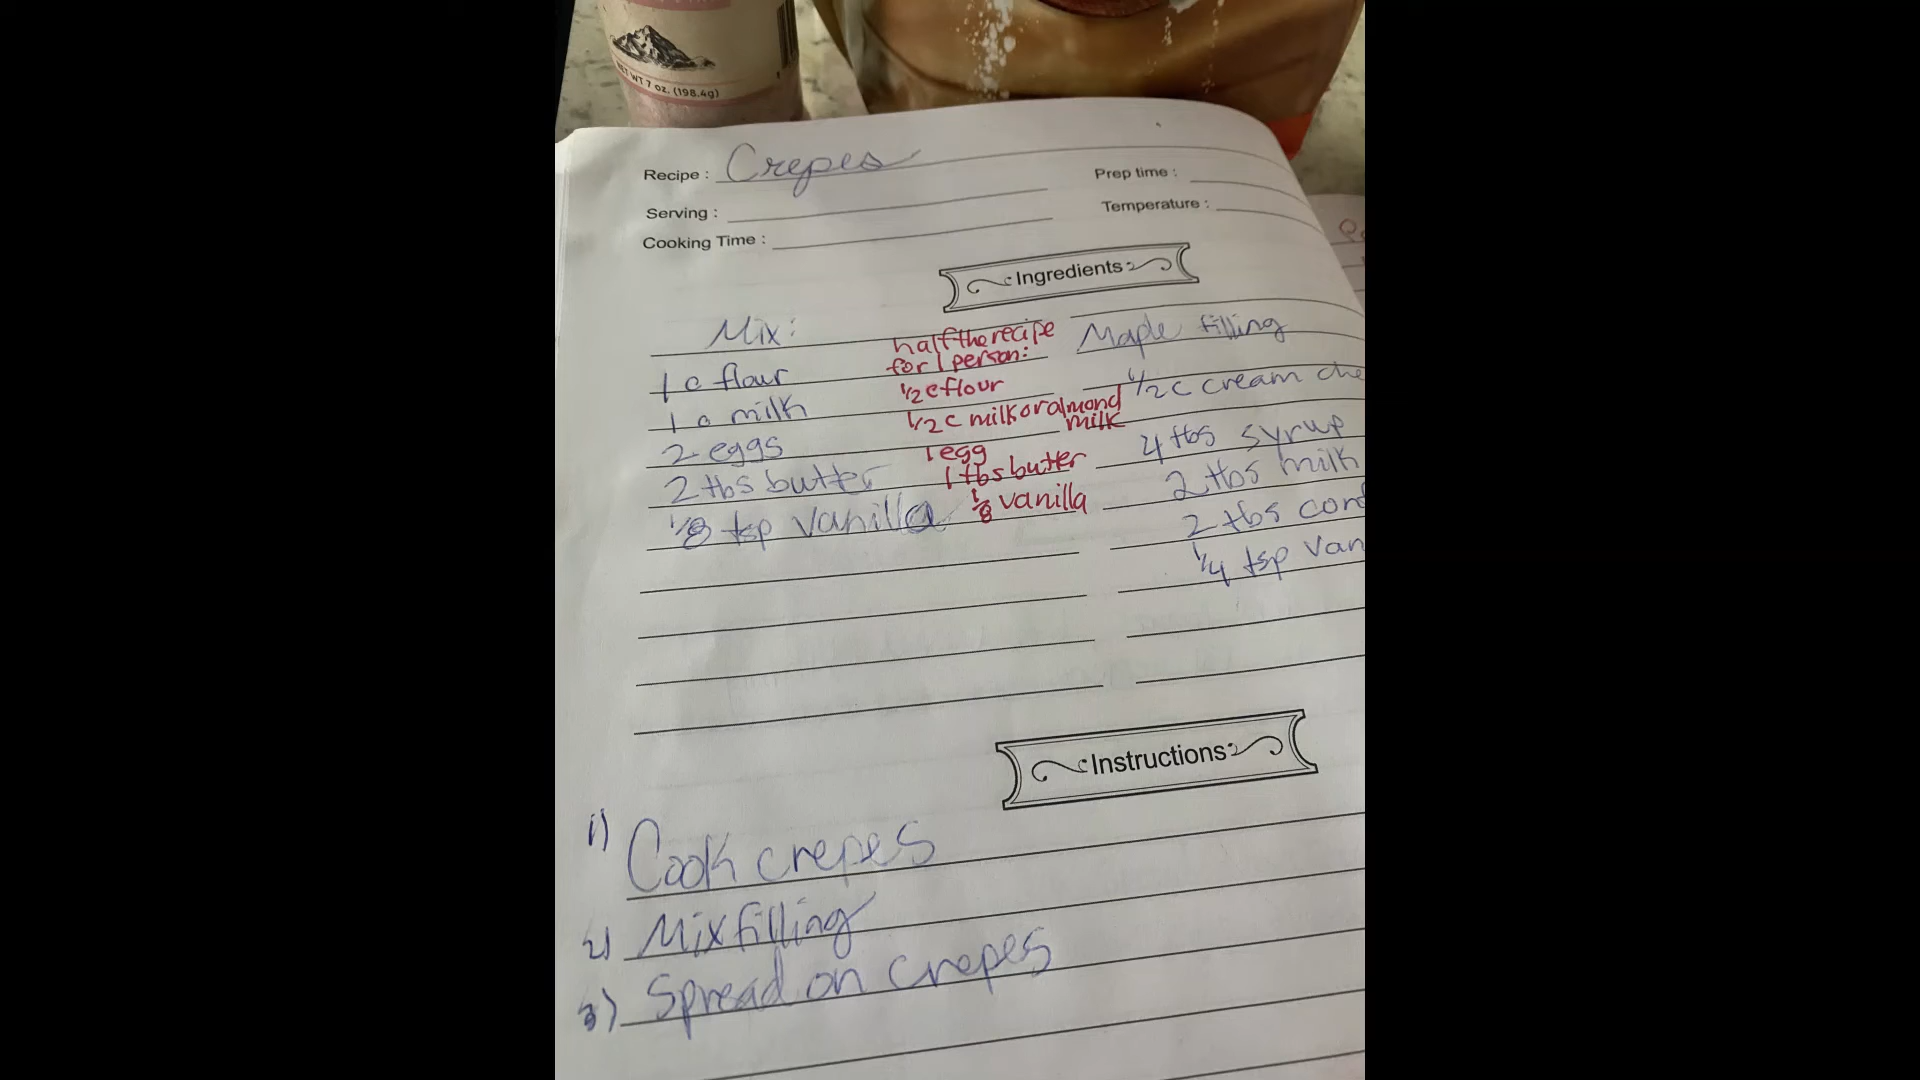 NET WT 7 oz. (198.4g)
Recipe : Crepes
Prep time :
Serving :
Temperature :
Cooking Time :
Ingredients
Mix:
1 c flour
1 c milk
2 eggs
2 tbs butter
1/8 tsp vanilla
half the recipe
for 1 person:
1/2 c flour
1/2 c milk or almond
milk
1 egg
1 tbs butter
1/8 vanilla
Maple filling
1/2 c cream che
4 tbs syrup
2 tbs milk
2 tbs con
1/4 tsp van
Instructions
1) Cook crepes
2) Mix filling
3) Spread on crepes